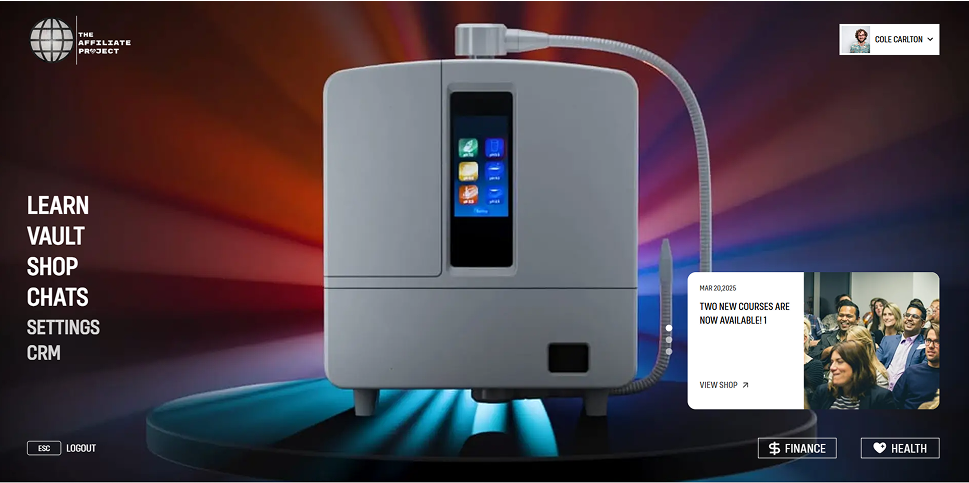 THE
AFFILIATE
PROJECT
COLE CARLTON
LEARN
VAULT
SHOP
CHATS
SETTINGS
CRM
MAR 20,2025
TWO NEW COURSES ARE
NOW AVAILABLE! 1
VIEW SHOP
ESC LOGOUT
FINANCE
HEALTH